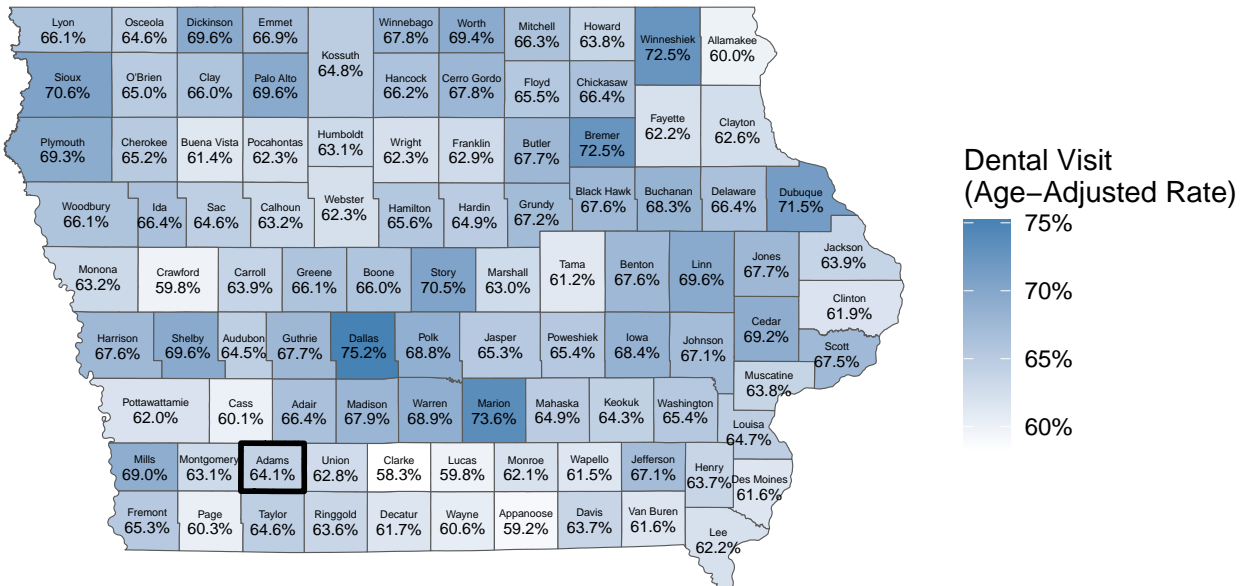 Lyon
66.1%
Osceola
64.6%
Dickinson
69.6%
Emmet
66.9%
Kossuth
64.8%
Winnebago
67.8%
Worth
69.4%
Mitchell
66.3%
Howard
63.8%
Winneshiek
72.5%
Allamakee
60.0%
Sioux
70.6%
O'Brien
65.0%
Clay
66.0%
Palo Alto
69.6%
Hancock
66.2%
Cerro Gordo
67.8%
Floyd
65.5%
Chickasaw
66.4%
Fayette
62.2%
Clayton
62.6%
Plymouth
69.3%
Cherokee
65.2%
Buena Vista
61.4%
Pocahontas
62.3%
Humboldt
63.1%
Wright
62.3%
Franklin
62.9%
Butler
67.7%
Bremer
72.5%
Woodbury
66.1%
Ida
66.4%
Sac
64.6%
Calhoun
63.2%
Webster
62.3%
Hamilton
65.6%
Hardin
64.9%
Grundy
67.2%
Black Hawk
67.6%
Buchanan
68.3%
Delaware
66.4%
Dubuque
71.5%
Monona
63.2%
Crawford
59.8%
Carroll
63.9%
Greene
66.1%
Boone
66.0%
Story
70.5%
Marshall
63.0%
Tama
61.2%
Benton
67.6%
Linn
69.6%
Jones
67.7%
Jackson
63.9%
Clinton
61.9%
Harrison
67.6%
Shelby
69.6%
Audubon
64.5%
Guthrie
67.7%
Dallas
75.2%
Polk
68.8%
Jasper
65.3%
Poweshiek
65.4%
Iowa
68.4%
Johnson
67.1%
Cedar
69.2%
Scott
67.5%
Muscatine
63.8%
Pottawattamie
62.0%
Cass
60.1%
Adair
66.4%
Madison
67.9%
Warren
68.9%
Marion
73.6%
Mahaska
64.9%
Keokuk
64.3%
Washington
65.4%
Louisa
64.7%
Mills
69.0%
Montgomery
63.1%
Adams
64.1%
Union
62.8%
Clarke
58.3%
Lucas
59.8%
Monroe
62.1%
Wapello
61.5%
Jefferson
67.1%
Henry
63.7%
Des Moines
61.6%
Fremont
65.3%
Page
60.3%
Taylor
64.6%
Ringgold
63.6%
Decatur
61.7%
Wayne
60.6%
Appanoose
59.2%
Davis
63.7%
Van Buren
61.6%
Lee
62.2%
Dental Visit
(Age−Adjusted Rate)
75%
70%
65%
60%